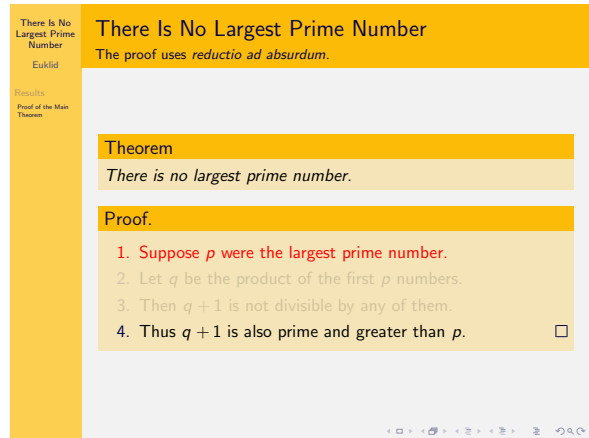 There Is No
Largest Prime
Number
Euklid
Results
Proof of the Main
Theorem
There Is No Largest Prime Number
The proof uses reductio ad absurdum.
Theorem
There is no largest prime number.
Proof.
1. Suppose p were the largest prime number.
2. Let q be the product of the first p numbers.
3. Then q + 1 is not divisible by any of them.
4. Thus q + 1 is also prime and greater than p. □